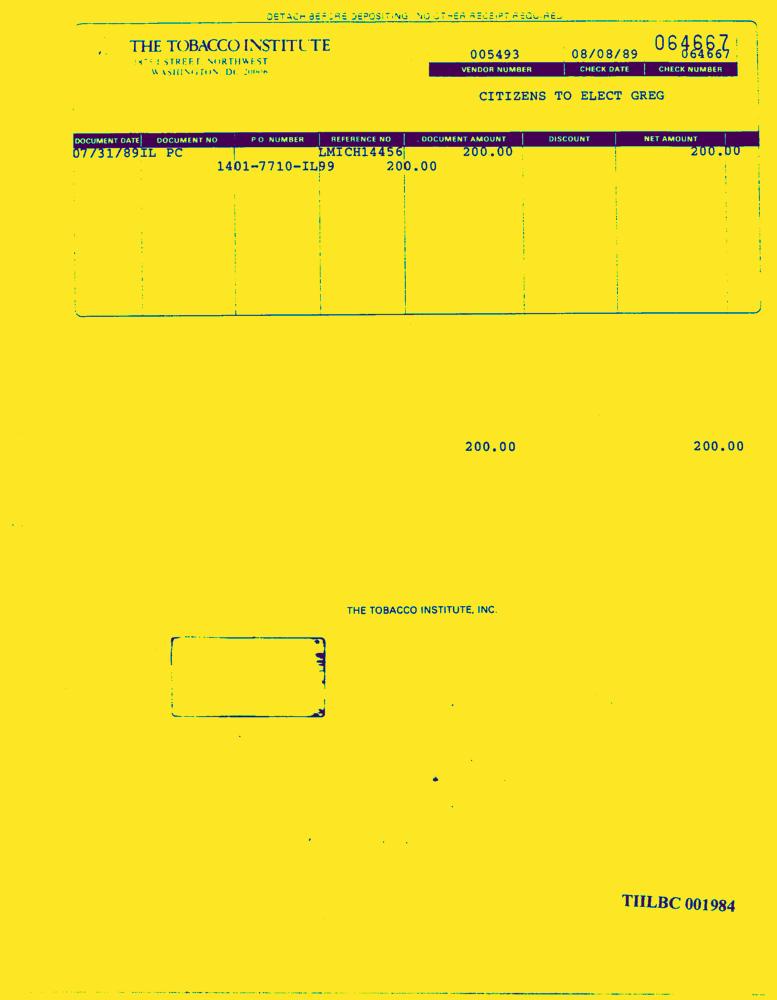 DETACH BEFORE DEPOSITING NO OTHER RECEIPT REQUIRED
THE TOBACCO INSTITUTE
STREET NORTHWEST
WASHINGTON, DC 20006
064667
005493 08/08/89 064667
VENDOR NUMBER CHECK DATE CHECK NUMBER
CITIZENS TO ELECT GREG
DOCUMENT DATE DOCUMENT NO P O NUMBER REFERENCE NO DOCUMENT AMOUNT DISCOUNT NET AMOUNT
07/31/89IL PC LMICH14456 200.00 200.00
1401-7710-IL99 200.00
200.00 200.00
THE TOBACCO INSTITUTE, INC.
TIILBC 001984